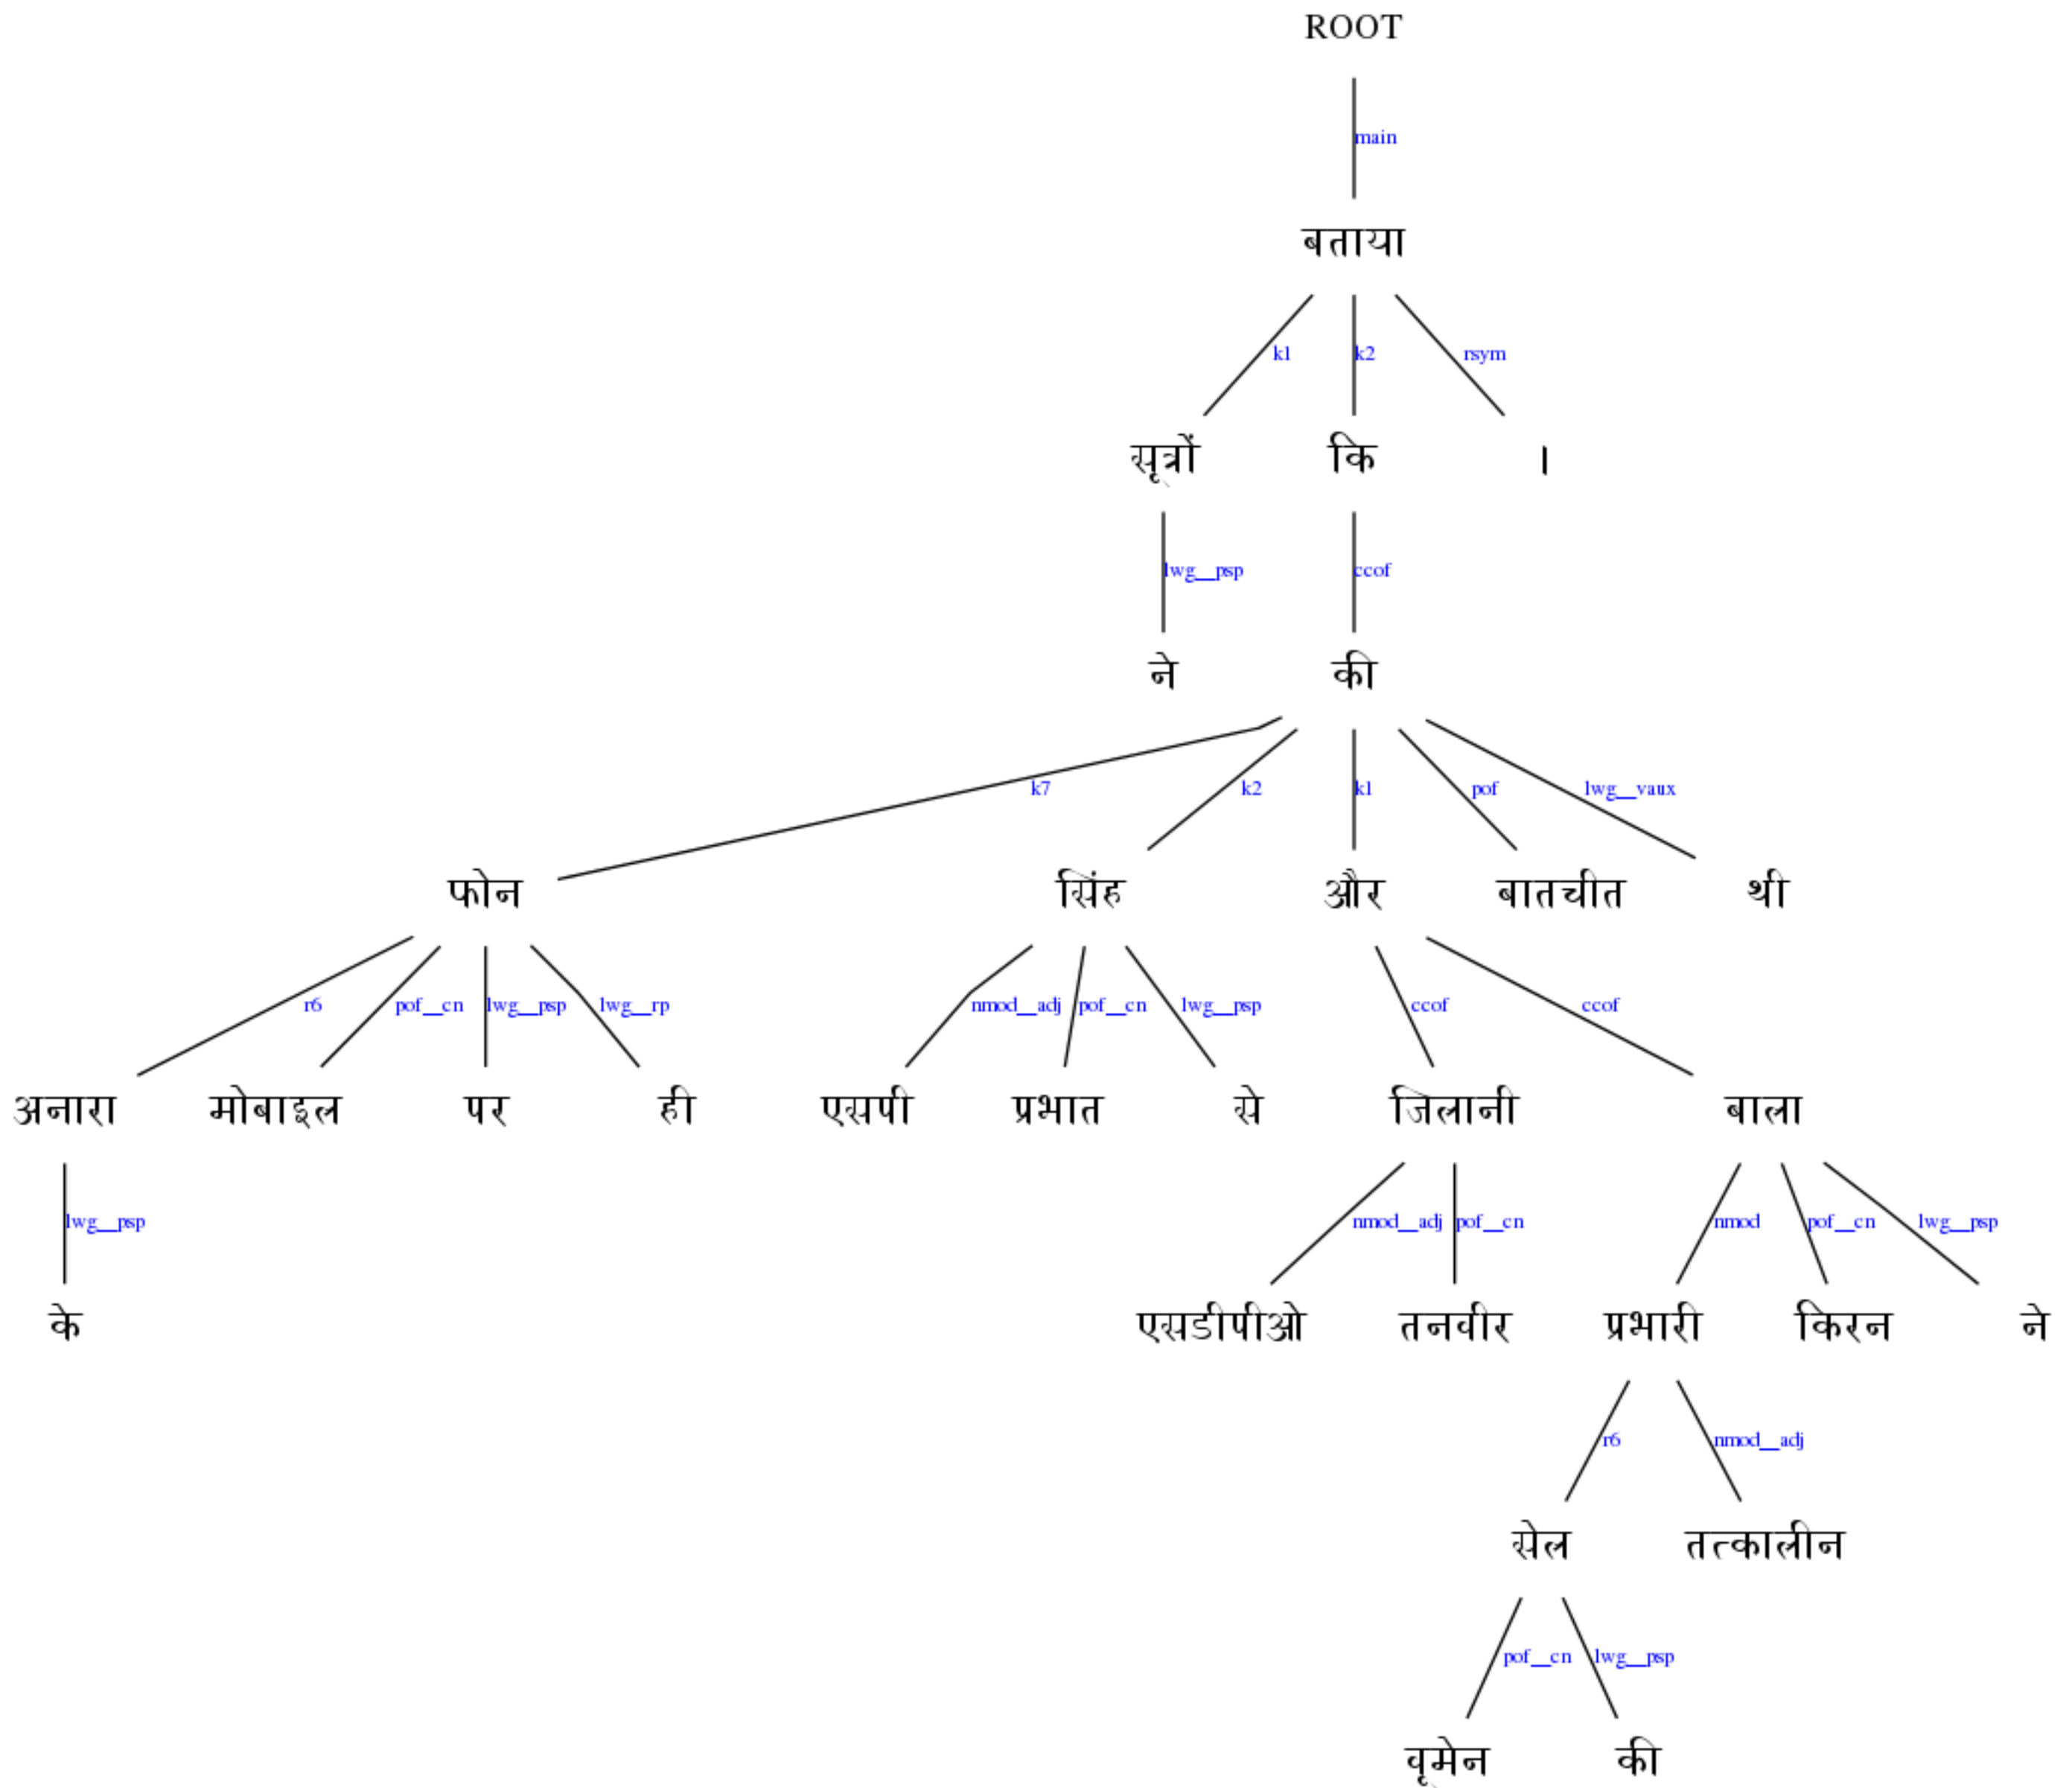 ROOT
main
बताया
k1 k2 rsym
सूत्रों कि ।
lwg__psp ccof
ने की
k7 k2 k1 pof lwg__vaux
फोन सिंह और बातचीत थी
r6 pof__cn lwg__psp lwg__rp nmod__adj pof__cn lwg__psp ccof ccof
अनारा मोबाइल पर ही एसपी प्रभात से जिलानी बाला
lwg__psp nmod__adj pof__cn nmod pof__cn lwg__psp
के एसडीपीओ तनवीर प्रभारी किरन ने
r6 nmod__adj
सेल तत्कालीन
pof__cn lwg__psp
वूमेन की